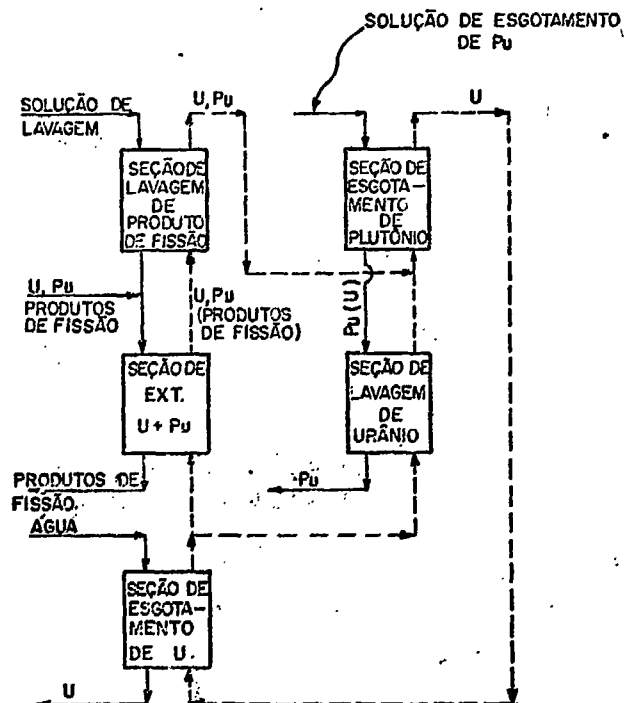 SOLUÇÃO DE ESGOTAMENTO
DE Pu
SOLUÇÃO DE
LAVAGEM
U, Pu
U
SEÇÃO DE
LAVAGEM
DE
PRODUTO
DE FISSÃO
SEÇÃO DE
ESGOTA-
MENTO
DE
PLUTÔNIO
U, Pu
PRODUTOS
DE FISSÃO
U, Pu
(PRODUTOS
DE FISSÃO)
Pu (U)
SEÇÃO DE
EXT.
U + Pu
SEÇÃO DE
LAVAGEM
DE
URÂNIO
PRODUTOS DE
FISSÃO.
Pu
ÁGUA
SEÇÃO DE
ESGOTA-
MENTO
DE U.
U